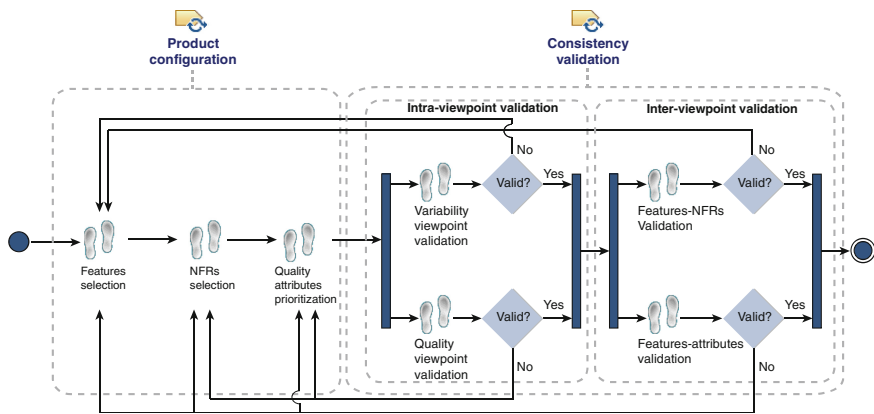 Product
configuration
Consistency
validation
Intra-viewpoint validation
Inter-viewpoint validation
No
No
Valid?
Yes
Valid?
Yes
Variability
viewpoint
validation
Features-NFRs
Validation
Features
selection
NFRs
selection
Quality
attributes
prioritization
Valid?
Yes
Valid?
Yes
Quality
viewpoint
validation
Features-attributes
validation
No
No